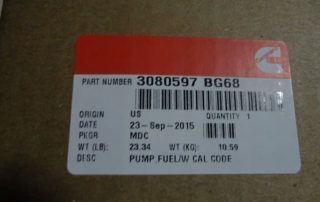 PART NUMBER 3080597 BG68
ORIGIN US QUANTITY 1
DATE 23-Sep-2015
PKGR MDC
WT (LB): 23.34 WT (KG): 10.59
DESC PUMP,FUEL/W CAL CODE